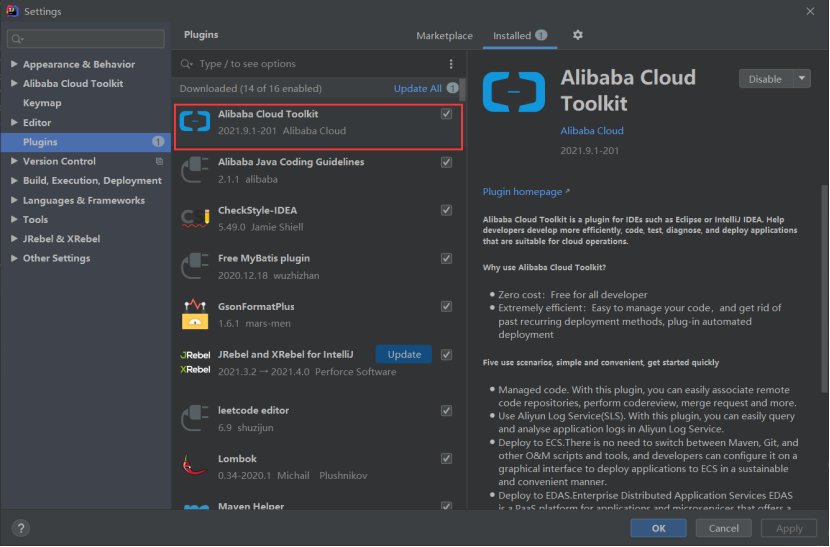 Settings
Plugins
Marketplace
Installed 1
Appearance & Behavior
Alibaba Cloud Toolkit
Keymap
Editor
Plugins 1
Version Control
Build, Execution, Deployment
Languages & Frameworks
Tools
JRebel & XRebel
Other Settings
Type / to see options
Downloaded (14 of 16 enabled)
Update All 1
Alibaba Cloud Toolkit
2021.9.1-201 Alibaba Cloud
Alibaba Java Coding Guidelines
2.1.1 alibaba
CheckStyle-IDEA
5.49.0 Jamie Shiell
Free MyBatis plugin
2020.12.18 wuzhizhan
GsonFormatPlus
1.6.1 mars-men
JRebel
XRebel
JRebel and XRebel for IntelliJ
Update
2021.3.2 → 2021.4.0 Perforce Software
leetcode editor
6.9 shuzijun
Lombok
0.34-2020.1 Michail Plushnikov
Maven Helper
Alibaba Cloud
Toolkit
Disable
Alibaba Cloud
2021.9.1-201
Plugin homepage ↗
Alibaba Cloud Toolkit is a plugin for IDEs such as Eclipse or IntelliJ IDEA. Help
developers develop more efficiently, code, test, diagnose, and deploy applications
that are suitable for cloud operations.
Why use Alibaba Cloud Toolkit?
• Zero cost：Free for all developer
• Extremely efficient：Easy to manage your code，and get rid of
past recurring deployment methods, plug-in automated
deployment
Five use scenarios, simple and convenient, get started quickly
• Managed code. With this plugin, you can easily associate remote
code repositories, perform codereview, merge request and more.
• Use Aliyun Log Service(SLS). With this plugin, you can easily query
and analyse application logs in Aliyun Log Service.
• Deploy to ECS.There is no need to switch between Maven, Git, and
other O&M scripts and tools, and developers can configure it on a
graphical interface to deploy applications to ECS in a sustainable
and convenient manner.
• Deploy to EDAS.Enterprise Distributed Application Services EDAS
is a PaaS platform for applications and microservices that offers a
?
OK
Cancel
Apply